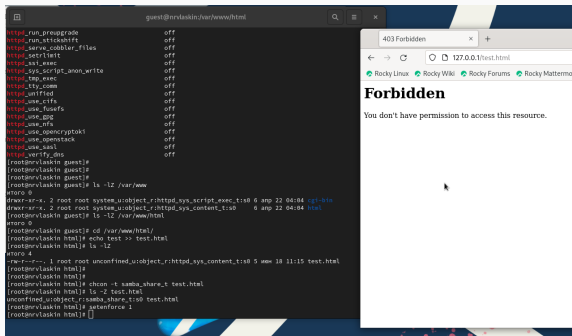 guest@nrvlaskin:/var/www/html
httpd_run_preupgrade off
httpd_run_stickshift off
httpd_serve_cobbler_files off
httpd_setrlimit off
httpd_ssi_exec off
httpd_sys_script_anon_write off
httpd_tmp_exec off
httpd_tty_comm off
httpd_unified off
httpd_use_cifs off
httpd_use_fusefs off
httpd_use_gpg off
httpd_use_nfs off
httpd_use_opencryptoki off
httpd_use_openstack off
httpd_use_sasl off
httpd_verify_dns off
[root@nrvlaskin guest]#
[root@nrvlaskin guest]#
[root@nrvlaskin guest]#
[root@nrvlaskin guest]# ls -lZ /var/www
итого 0
drwxr-xr-x. 2 root root system_u:object_r:httpd_sys_script_exec_t:s0 6 апр 22 04:04 cgi-bin
drwxr-xr-x. 2 root root system_u:object_r:httpd_sys_content_t:s0 6 апр 22 04:04 html
[root@nrvlaskin guest]# ls -lZ /var/www/html
итого 0
[root@nrvlaskin guest]# cd /var/www/html/
[root@nrvlaskin html]# echo test >> test.html
[root@nrvlaskin html]# ls -lZ
итого 4
-rw-r--r--. 1 root root unconfined_u:object_r:httpd_sys_content_t:s0 5 июн 18 11:15 test.html
[root@nrvlaskin html]#
[root@nrvlaskin html]#
[root@nrvlaskin html]# chcon -t samba_share_t test.html
[root@nrvlaskin html]# ls -Z test.html
unconfined_u:object_r:samba_share_t:s0 test.html
[root@nrvlaskin html]# setenforce 1
[root@nrvlaskin html]#
403 Forbidden
127.0.0.1/test.html
Rocky Linux Rocky Wiki Rocky Forums Rocky Mattermo
Forbidden
You don't have permission to access this resource.